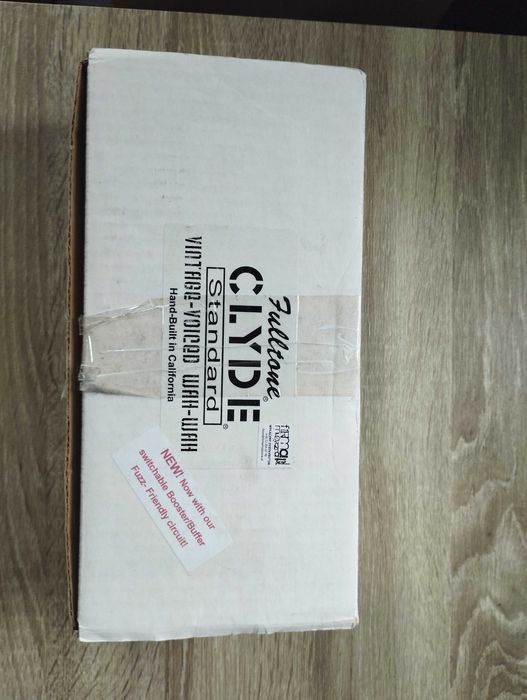 Fulltone
CLYDE®
Standard®
VINTAGE-VOICED WAH-WAH
Hand-Built in California
NEW! Now with our
switchable Booster/Buffer
Fuzz- Friendly circuit!